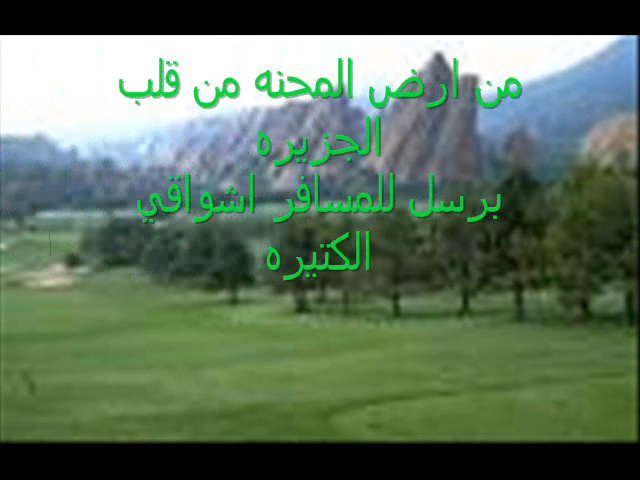 من ارض المحنه من قلب
الجزيره
برسل للمسافر اشواقي
الكتيره